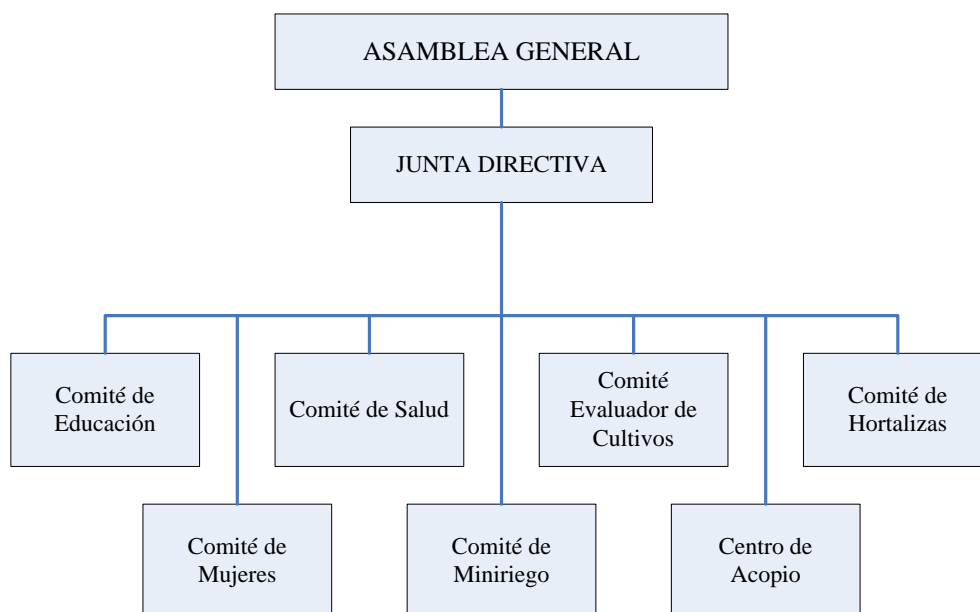 ASAMBLEA GENERAL
JUNTA DIRECTIVA
Comité de
Educación
Comité de Salud
Comité
Evaluador de
Cultivos
Comité de
Hortalizas
Comité de
Mujeres
Comité de
Miniriego
Centro de
Acopio